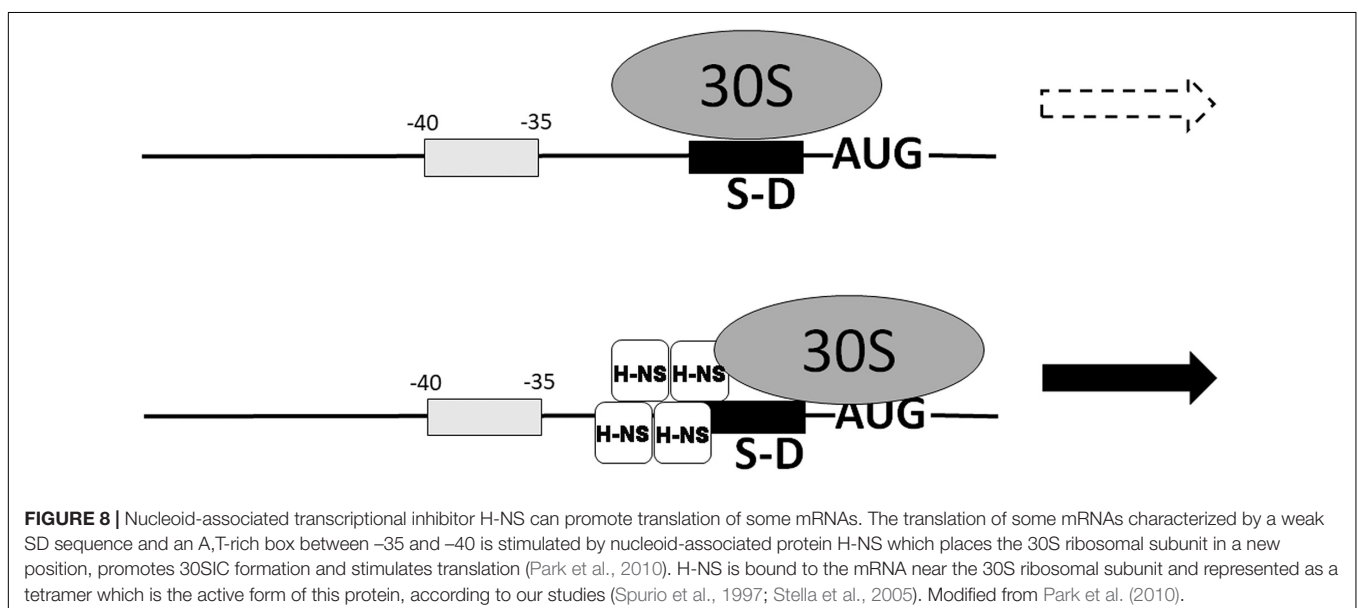 30S
-40 -35
AUG
S-D
30S
H-NS H-NS
-40 -35
AUG
H-NS H-NS
S-D
FIGURE 8 | Nucleoid-associated transcriptional inhibitor H-NS can promote translation of some mRNAs. The translation of some mRNAs characterized by a weak
SD sequence and an A,T-rich box between –35 and –40 is stimulated by nucleoid-associated protein H-NS which places the 30S ribosomal subunit in a new
position, promotes 30SIC formation and stimulates translation (Park et al., 2010). H-NS is bound to the mRNA near the 30S ribosomal subunit and represented as a
tetramer which is the active form of this protein, according to our studies (Spurio et al., 1997; Stella et al., 2005). Modified from Park et al. (2010).